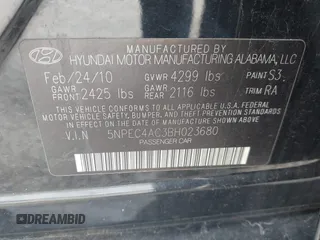 MANUFACTURED BY
HYUNDAI MOTOR MANUFACTURING ALABAMA, LLC
Feb/24/10 GVWR 4299 lbs PAINT S3
GAWR FRONT 2425 lbs GAWR REAR 2116 lbs TRIM RA
THIS VEHICLE CONFORMS TO ALL APPLICABLE FEDERAL
MOTOR VEHICLE SAFETY, BUMPER, AND THEFT PREVENTION
STANDARDS IN EFFECT ON THE DATE OF MANUFACTURE SHOWN ABOVE.
V.I.N 5NPEC4AC3BH023680
PASSENGER CAR
DREAMBID